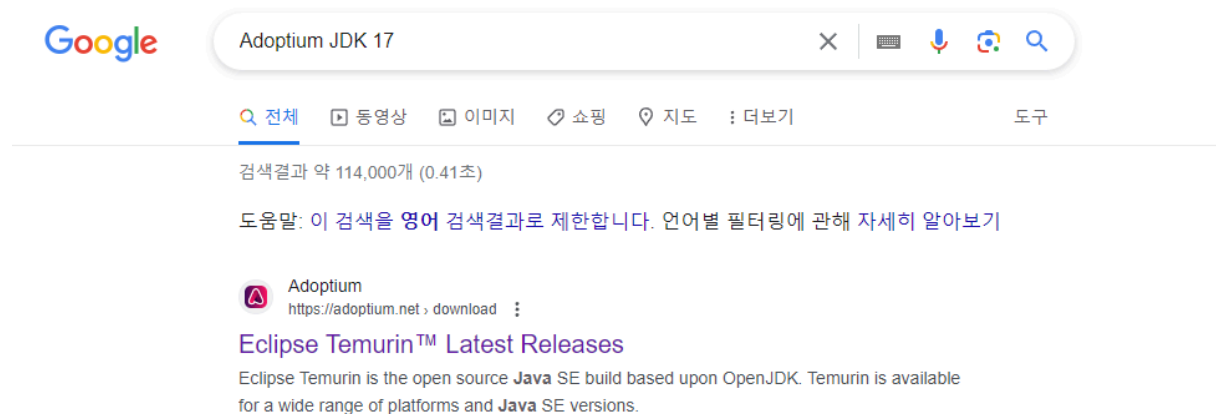 Google
Adoptium JDK 17
전체 동영상 이미지 쇼핑 지도 더보기 도구
검색결과 약 114,000개 (0.41초)
도움말: 이 검색을 영어 검색결과로 제한합니다. 언어별 필터링에 관해 자세히 알아보기
Adoptium
https://adoptium.net › download
Eclipse Temurin™ Latest Releases
Eclipse Temurin is the open source Java SE build based upon OpenJDK. Temurin is available
for a wide range of platforms and Java SE versions.